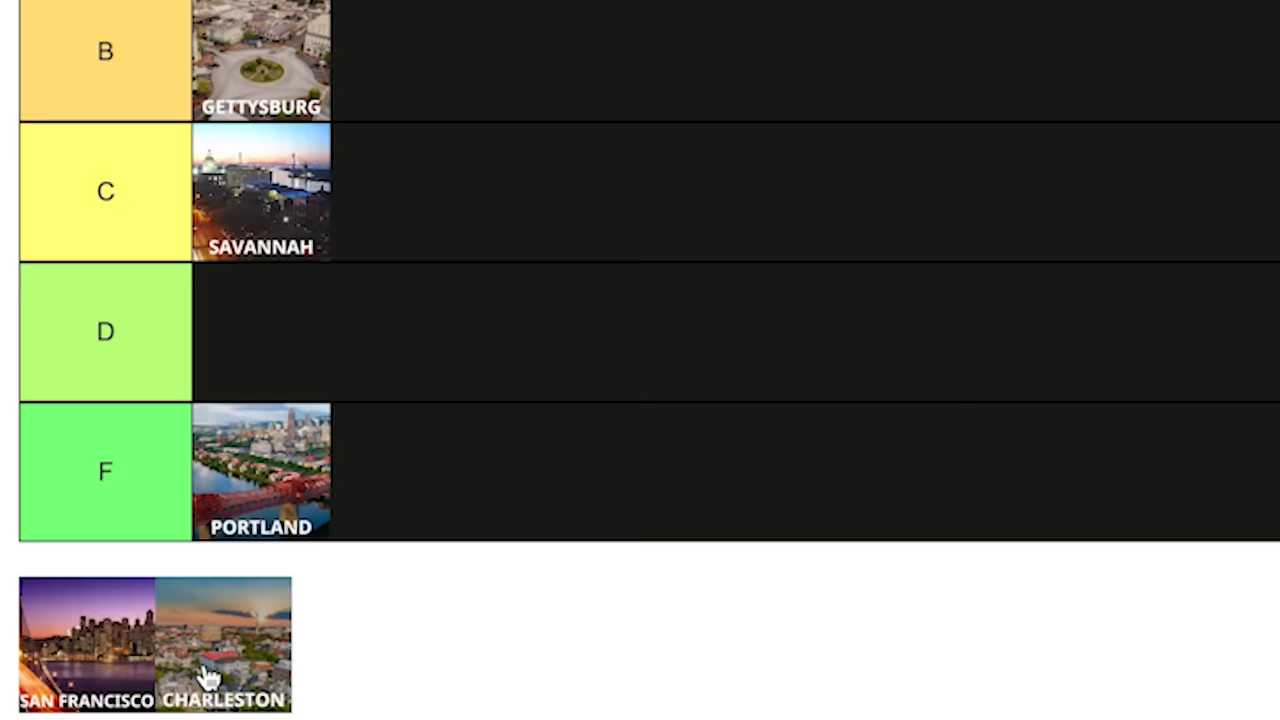 B
GETTYSBURG
C
SAVANNAH
D
F
PORTLAND
SAN FRANCISCO
CHARLESTON